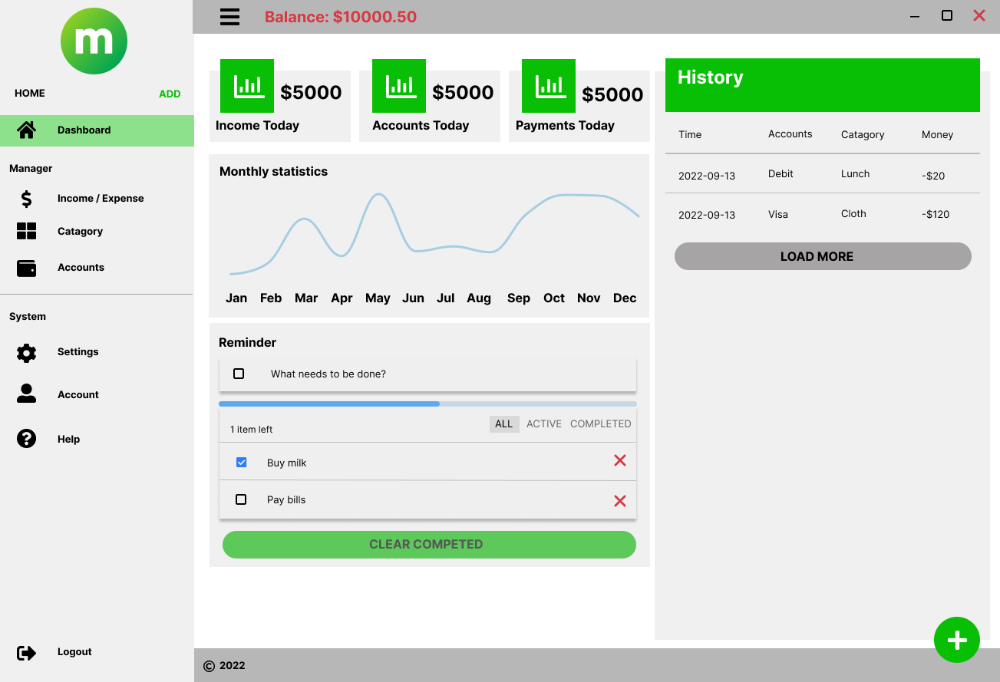 m
HOME ADD
Dashboard
Manager
Income / Expense
Catagory
Accounts
System
Settings
Account
Help
Logout
Balance: $10000.50
$5000
Income Today
$5000
Accounts Today
$5000
Payments Today
Monthly statistics
Jan Feb Mar Apr May Jun Jul Aug Sep Oct Nov Dec
Reminder
What needs to be done?
1 item left ALL ACTIVE COMPLETED
Buy milk
Pay bills
CLEAR COMPETED
History
Time Accounts Catagory Money
2022-09-13 Debit Lunch -$20
2022-09-13 Visa Cloth -$120
LOAD MORE
© 2022